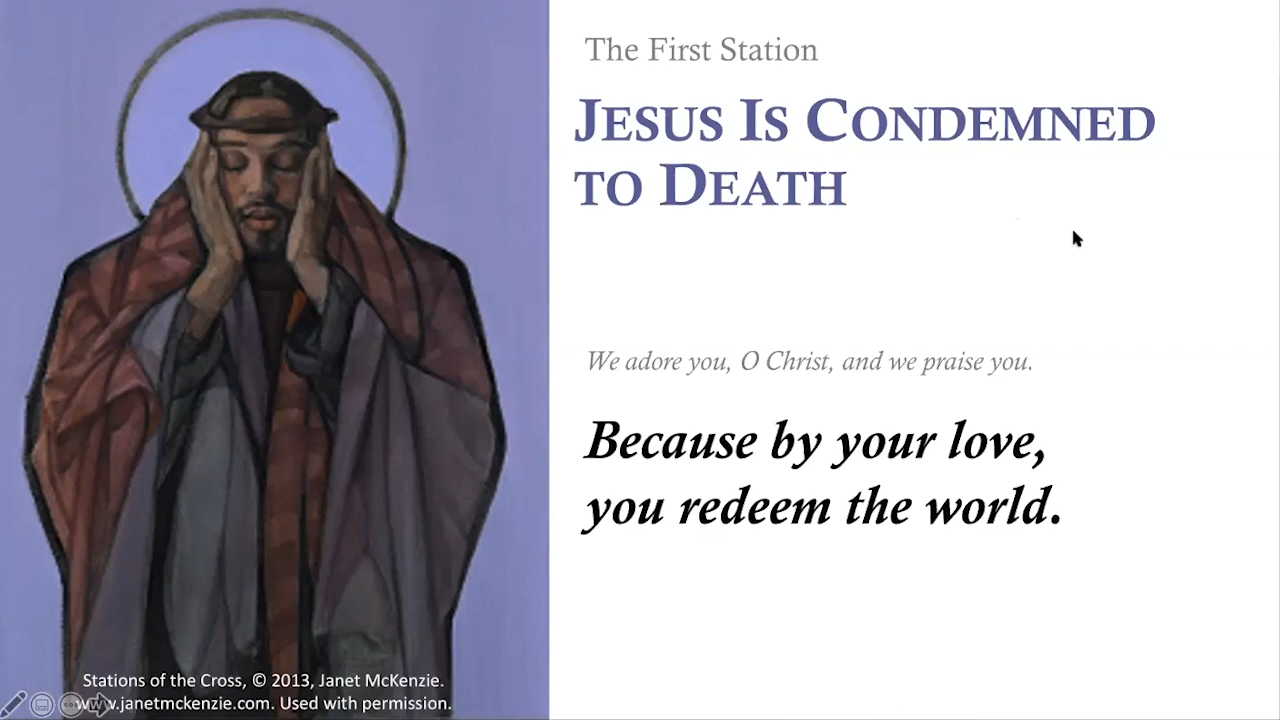 The First Station
JESUS IS CONDEMNED
TO DEATH
We adore you, O Christ, and we praise you.
Because by your love,
you redeem the world.
Stations of the Cross, © 2013, Janet McKenzie.
www.janetmckenzie.com. Used with permission.